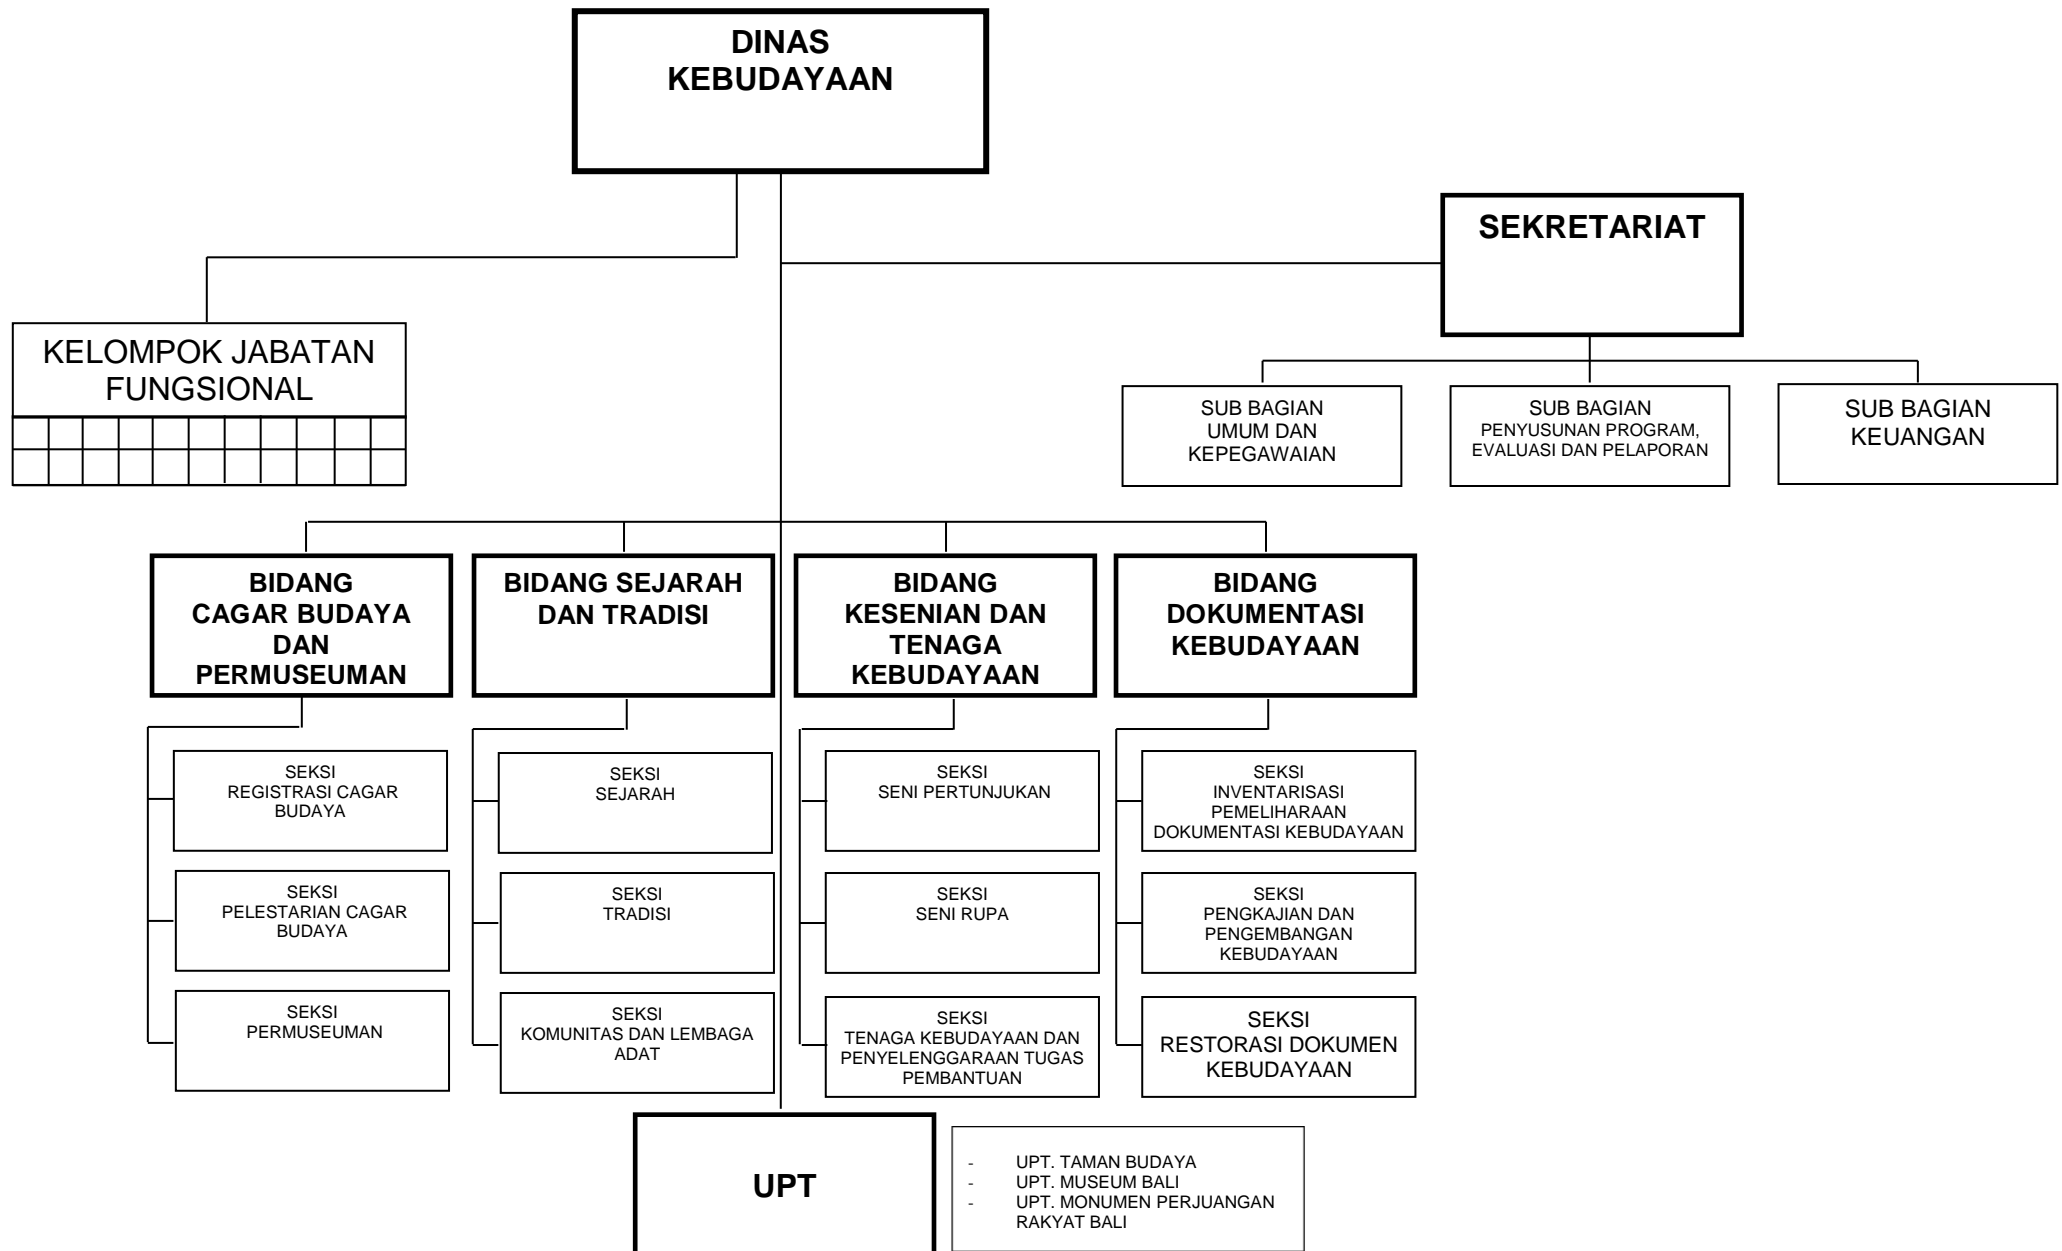 DINAS
KEBUDAYAAN
SEKRETARIAT
KELOMPOK JABATAN
FUNGSIONAL
SUB BAGIAN
UMUM DAN
KEPEGAWAIAN
SUB BAGIAN
PENYUSUNAN PROGRAM,
EVALUASI DAN PELAPORAN
SUB BAGIAN
KEUANGAN
BIDANG
CAGAR BUDAYA
DAN
PERMUSEUMAN
BIDANG SEJARAH
DAN TRADISI
BIDANG
KESENIAN DAN
TENAGA
KEBUDAYAAN
BIDANG
DOKUMENTASI
KEBUDAYAAN
SEKSI
REGISTRASI CAGAR
BUDAYA
SEKSI
SEJARAH
SEKSI
SENI PERTUNJUKAN
SEKSI
INVENTARISASI
PEMELIHARAAN
DOKUMENTASI KEBUDAYAAN
SEKSI
PELESTARIAN CAGAR
BUDAYA
SEKSI
TRADISI
SEKSI
SENI RUPA
SEKSI
PENGKAJIAN DAN
PENGEMBANGAN
KEBUDAYAAN
SEKSI
PERMUSEUMAN
SEKSI
KOMUNITAS DAN LEMBAGA
ADAT
SEKSI
TENAGA KEBUDAYAAN DAN
PENYELENGGARAAN TUGAS
PEMBANTUAN
SEKSI
RESTORASI DOKUMEN
KEBUDAYAAN
UPT
- UPT. TAMAN BUDAYA
- UPT. MUSEUM BALI
- UPT. MONUMEN PERJUANGAN
RAKYAT BALI